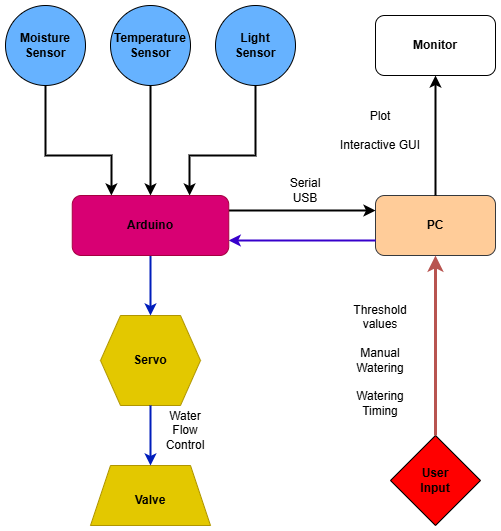 Moisture
Sensor
Temperature
Sensor
Light
Sensor
Monitor
Plot
Interactive GUI
Serial
USB
Arduino
PC
Threshold
values
Manual
Watering
Watering
Timing
Servo
Water
Flow
Control
Valve
User
input